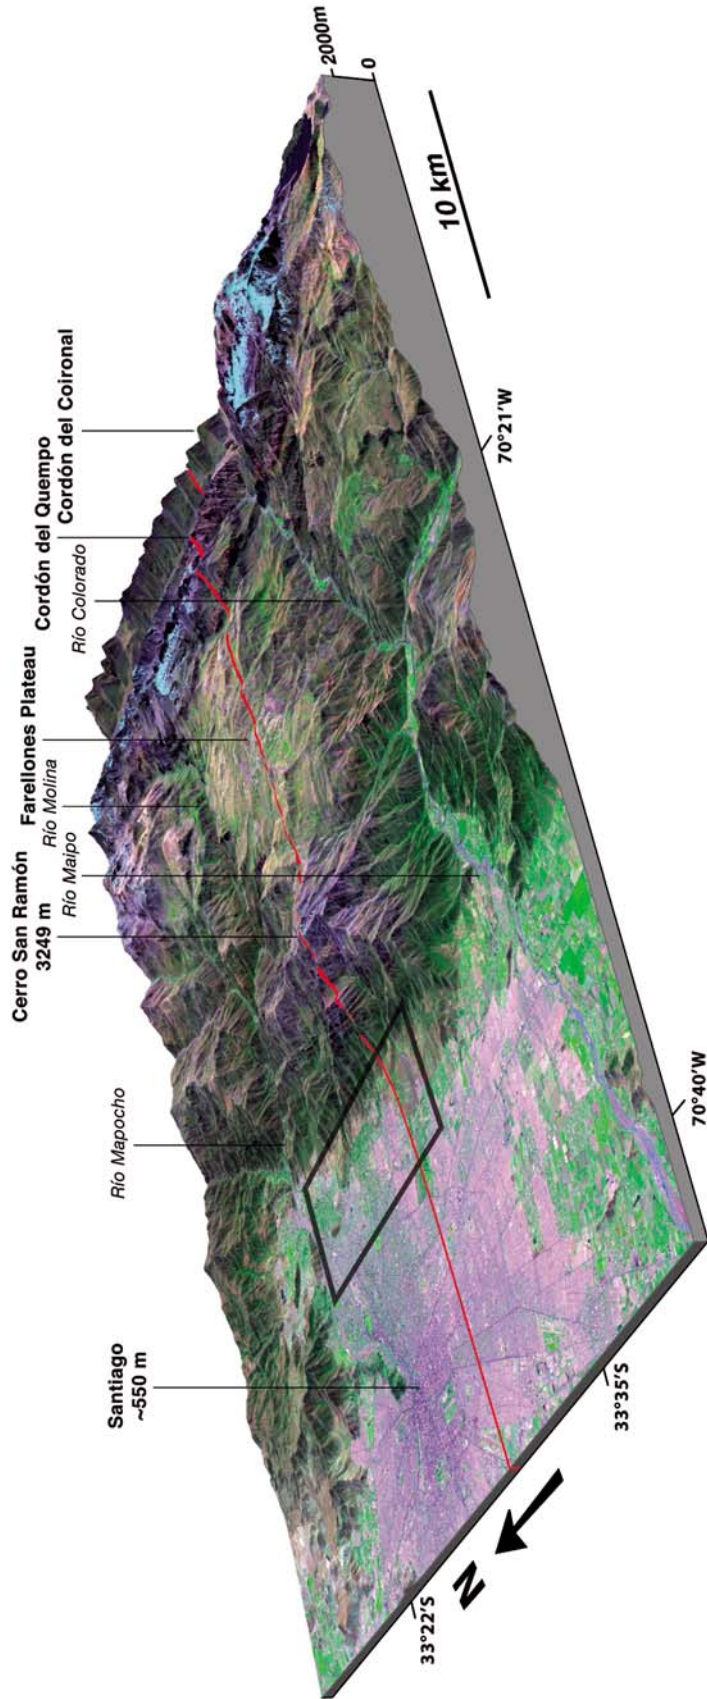 Santiago
~550 m
Río Mapocho
Cerro San Ramón
3249 m
Río Maipo
Río Molina
Farellones Plateau
Río Colorado
Cordón del Quempo
Cordón del Coironal
2000m
0
10 km
70°21'W
70°40'W
33°35'S
33°22'S
N